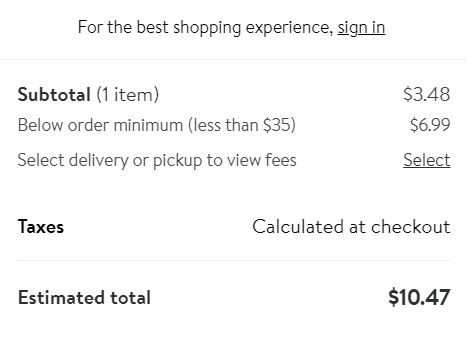 For the best shopping experience, sign in
Subtotal (1 item) $3.48
Below order minimum (less than $35) $6.99
Select delivery or pickup to view fees Select
Taxes Calculated at checkout
Estimated total $10.47